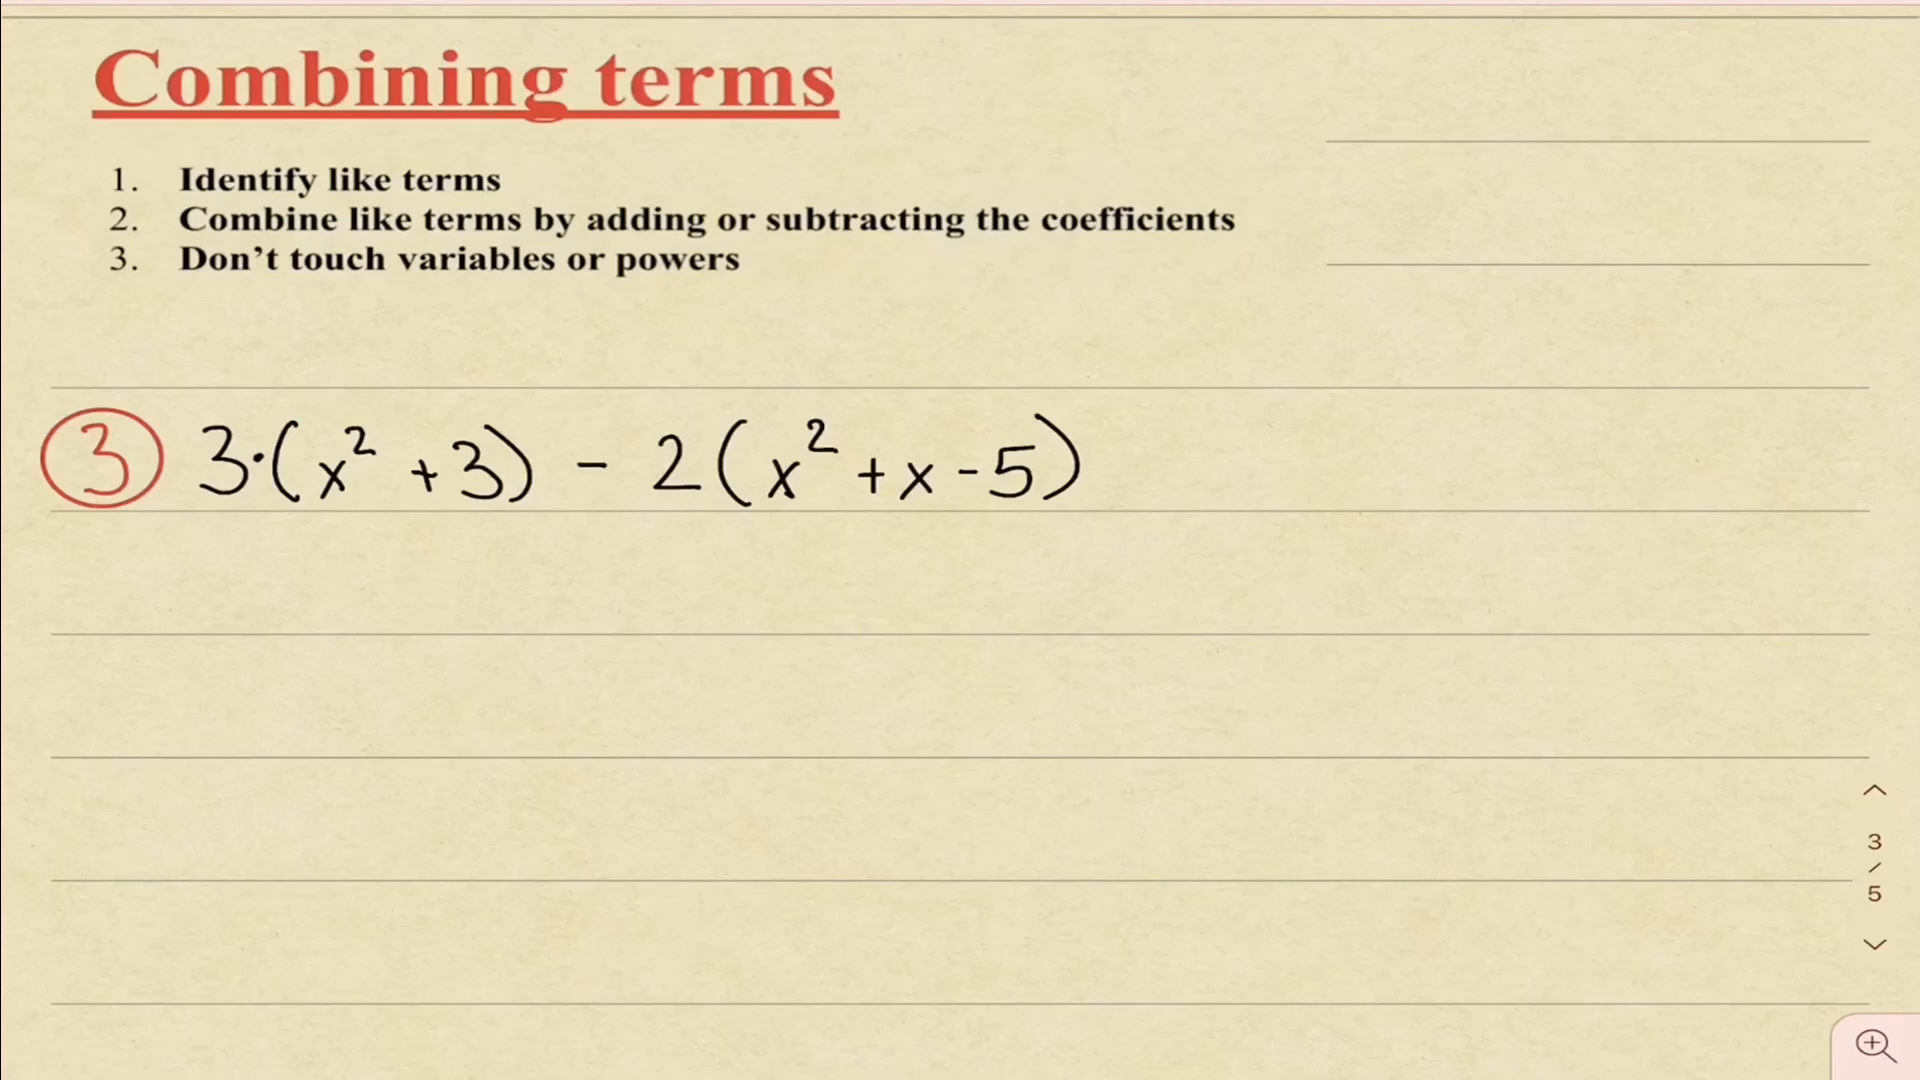 Combining terms
1. Identify like terms
2. Combine like terms by adding or subtracting the coefficients
3. Don’t touch variables or powers
3 3·(x² +3) - 2(x² +x -5)
3
/
5